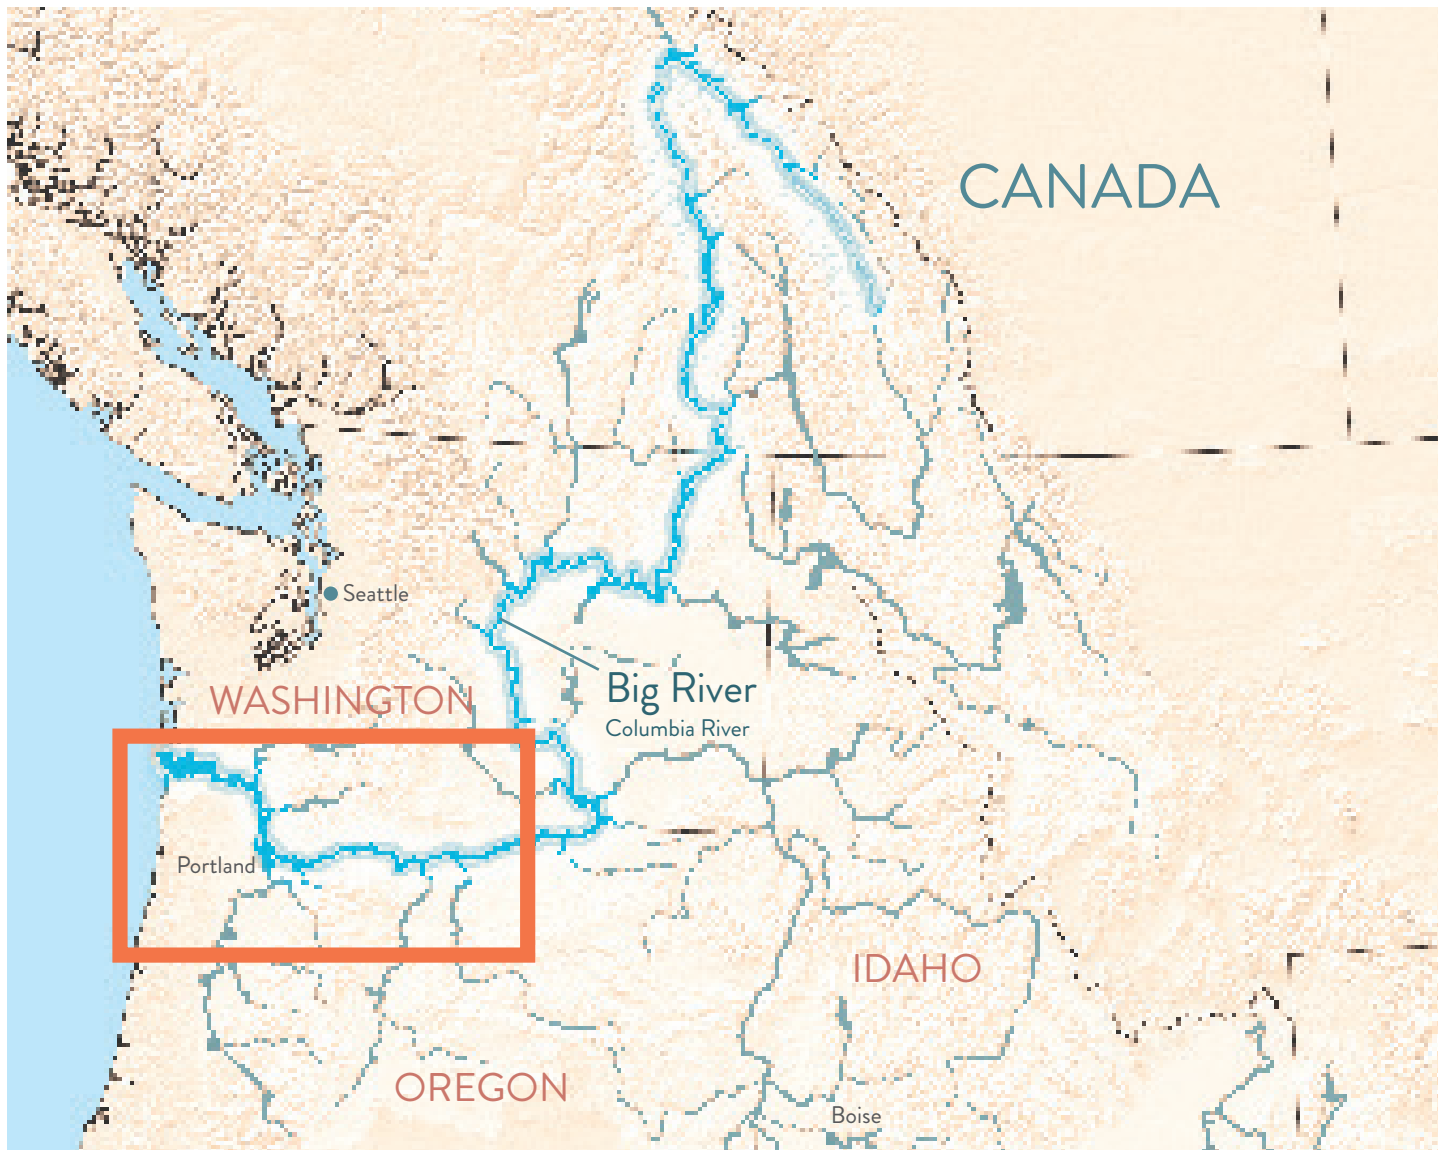 CANADA
Seattle
Big River
Columbia River
WASHINGTON
Portland
IDAHO
OREGON
Boise